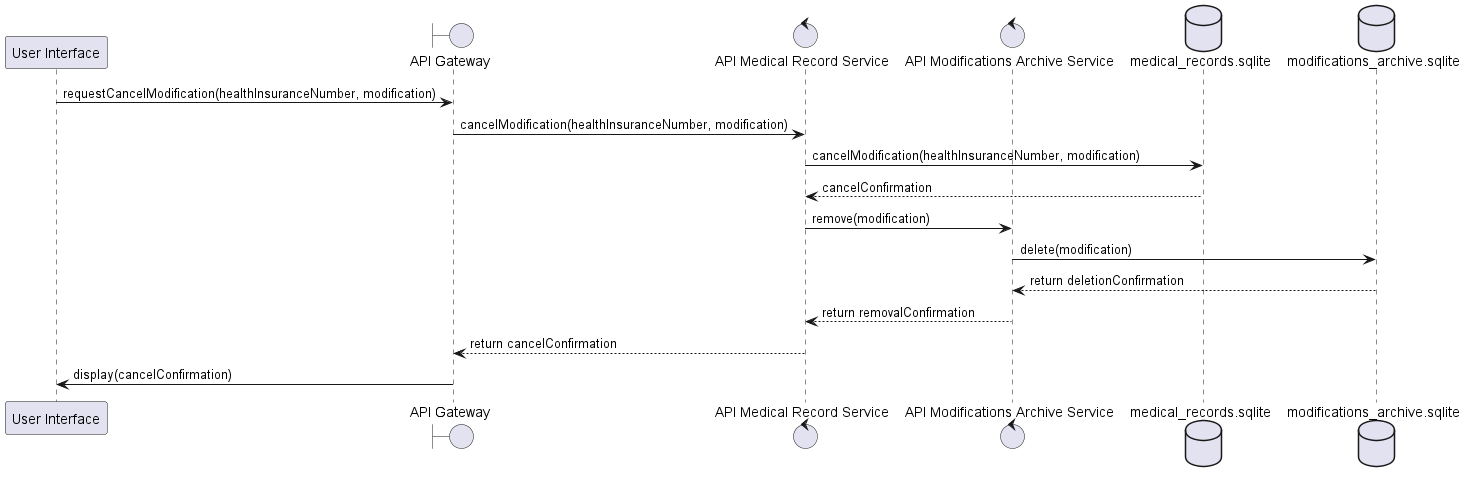 User Interface
API Gateway
API Medical Record Service
API Modifications Archive Service
medical_records.sqlite
modifications_archive.sqlite
requestCancelModification(healthInsuranceNumber, modification)
cancelModification(healthInsuranceNumber, modification)
cancelModification(healthInsuranceNumber, modification)
cancelConfirmation
remove(modification)
delete(modification)
return deletionConfirmation
return removalConfirmation
return cancelConfirmation
display(cancelConfirmation)
User Interface
API Gateway
API Medical Record Service
API Modifications Archive Service
medical_records.sqlite
modifications_archive.sqlite